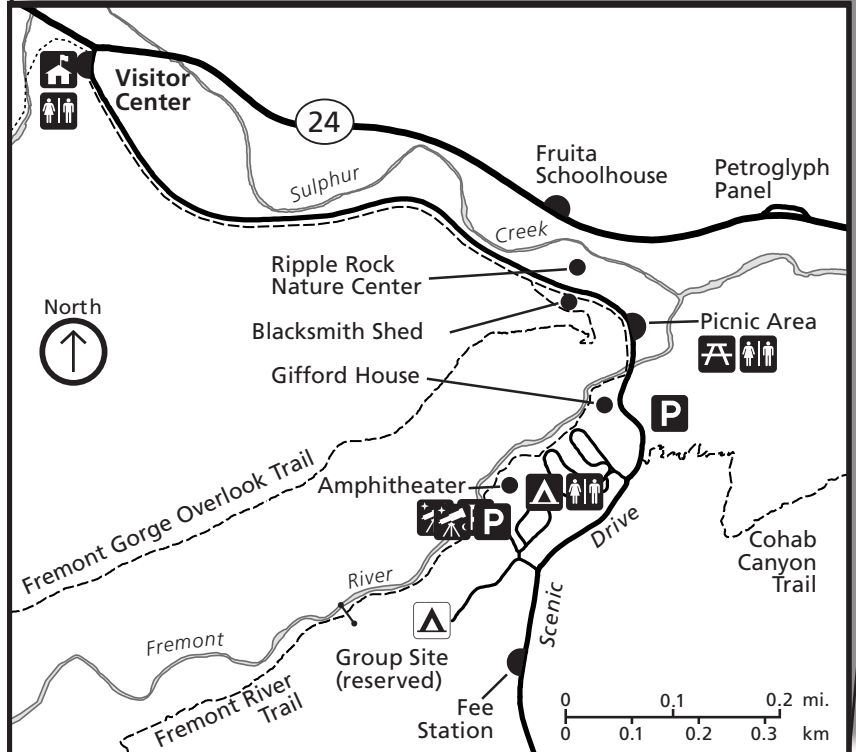 Visitor
Center
24
Fruita
Schoolhouse
Petroglyph
Panel
Sulphur
Creek
Ripple Rock
Nature Center
North
Blacksmith Shed
Picnic Area
Gifford House
P
Amphitheater
P
Fremont Gorge Overlook Trail
Drive
Cohab
Canyon
Trail
River
Scenic
Fremont
Group Site
(reserved)
Fremont River
Trail
Fee
Station
0 0.1 0.2 mi.
0 0.1 0.2 0.3 km